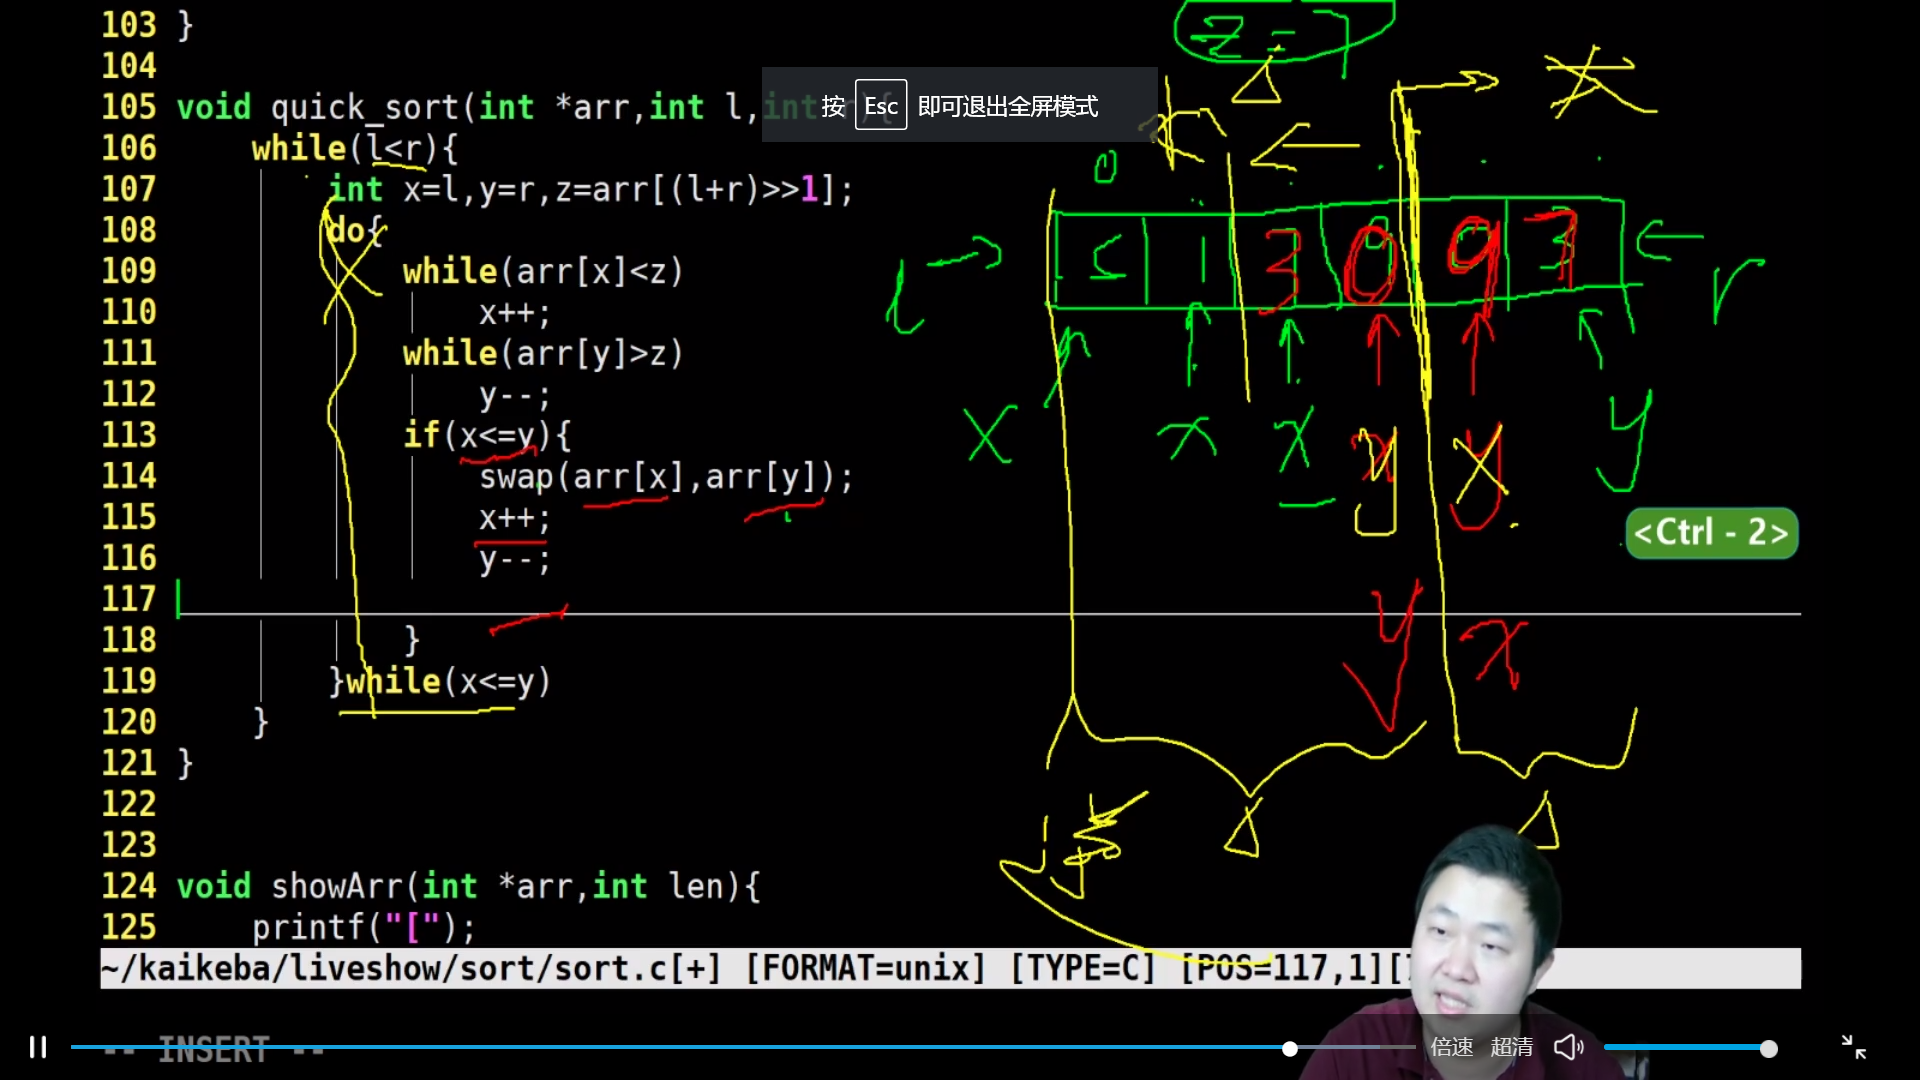 103 }
104
105 void quick_sort(int *arr,int l,int r){
按 Esc 即可退出全屏模式
106 while(l<r){
107 int x=l,y=r,z=arr[(l+r)>>1];
108 do{
109 while(arr[x]<z)
110 x++;
111 while(arr[y]>z)
112 y--;
113 if(x<=y){
114 swap(arr[x],arr[y]);
115 x++;
116 y--;
117
118 }
119 }while(x<=y)
120 }
121 }
122
123
124 void showArr(int *arr,int len){
125 printf("[");
~/kaikeba/liveshow/sort/sort.c[+] [FORMAT=unix] [TYPE=C] [POS=117,1]
-- INSERT --
z=7
0
l
5 1 3 0 9 7
r
x x x y x y
y x
<Ctrl - 2>
倍速 超清